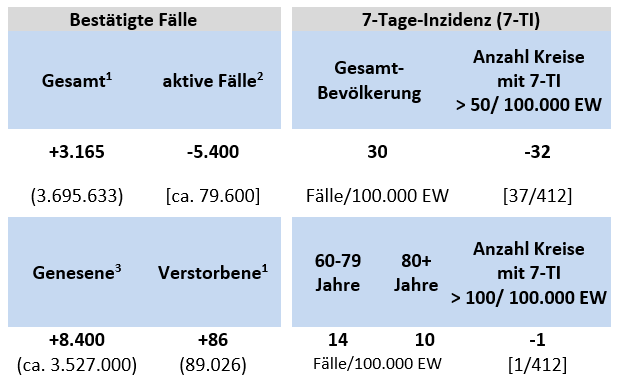 Bestätigte Fälle
7-Tage-Inzidenz (7-TI)
Gesamt¹
aktive Fälle²
Gesamt-
Bevölkerung
Anzahl Kreise
mit 7-TI
> 50/ 100.000 EW
+3.165
-5.400
30
-32
(3.695.633)
[ca. 79.600]
Fälle/100.000 EW
[37/412]
Genesene³
Verstorbene¹
60-79
Jahre
80+
Jahre
Anzahl Kreise
mit 7-TI
> 100/ 100.000 EW
+8.400
+86
14
10
-1
(ca. 3.527.000)
(89.026)
Fälle/100.000 EW
[1/412]